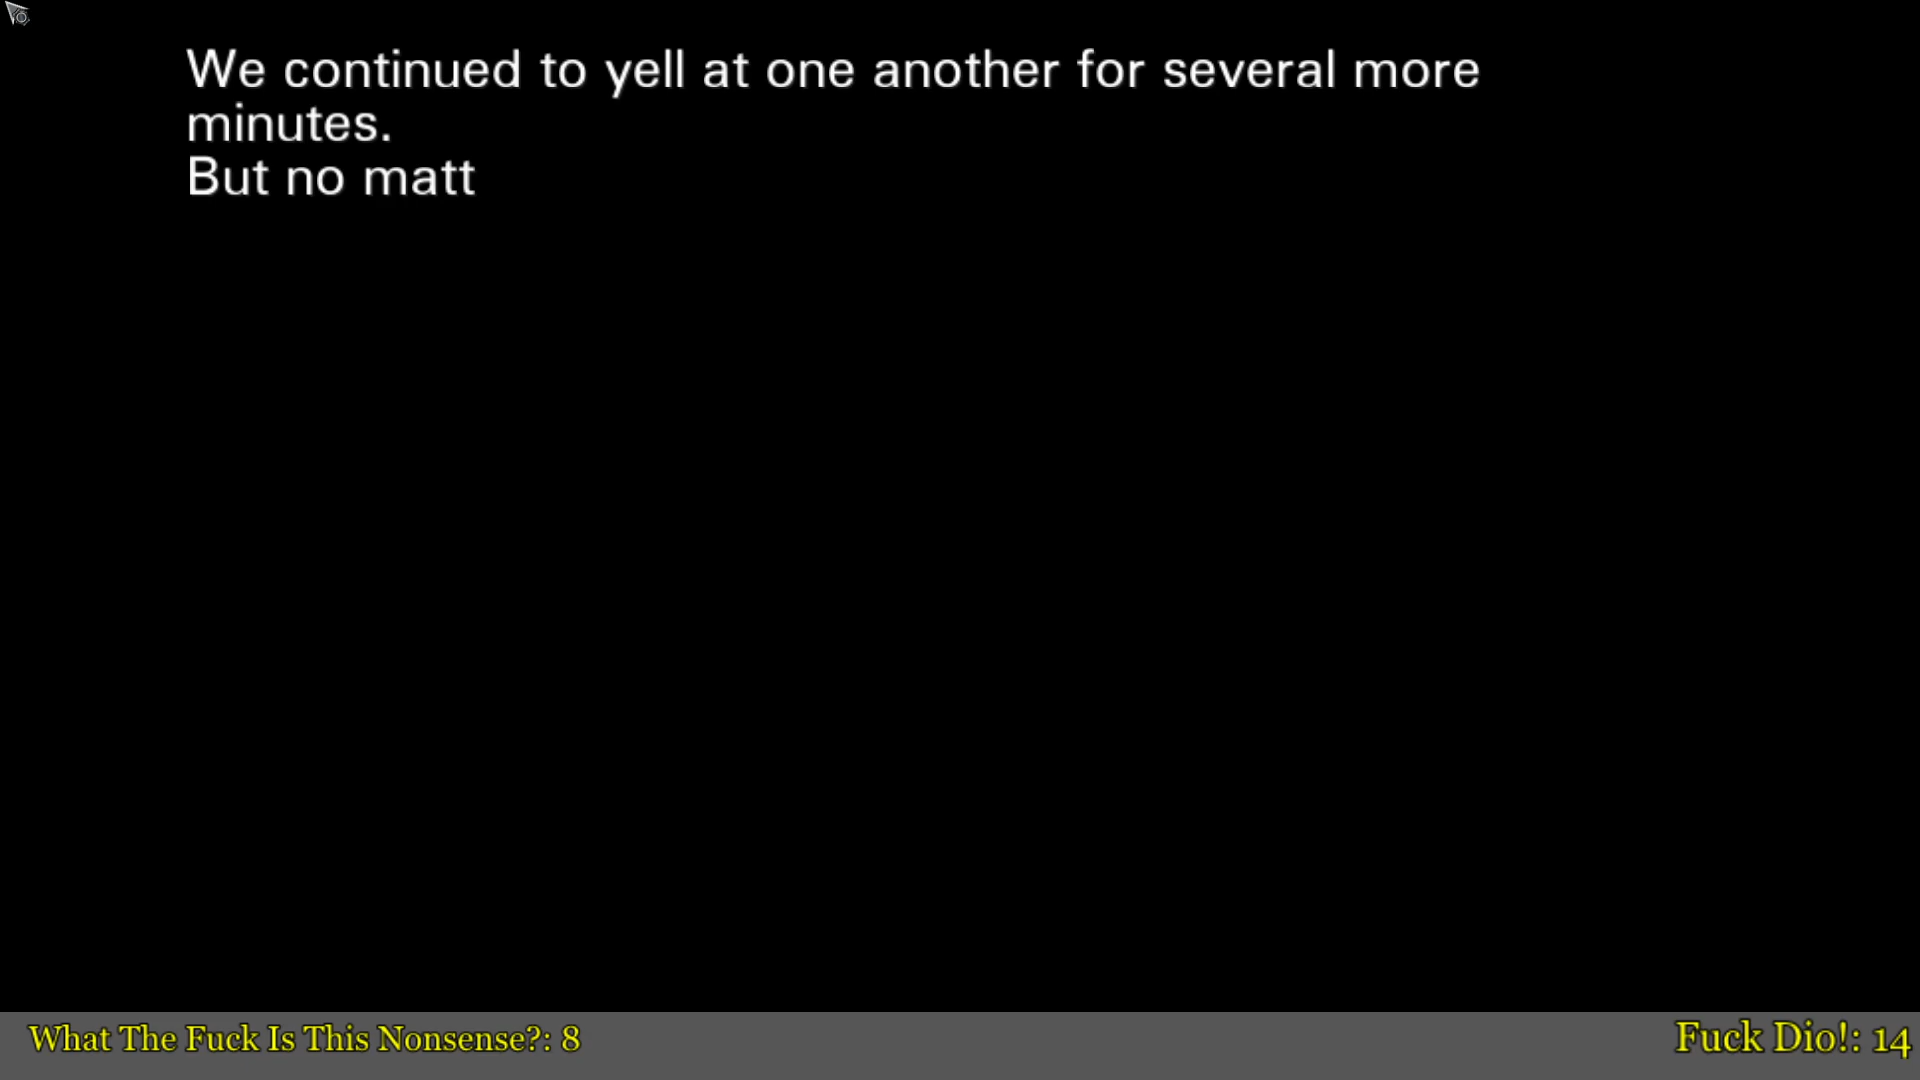 We continued to yell at one another for several more
minutes.
But no matt
What The Fuck Is This Nonsense?: 8
Fuck Dio!: 14